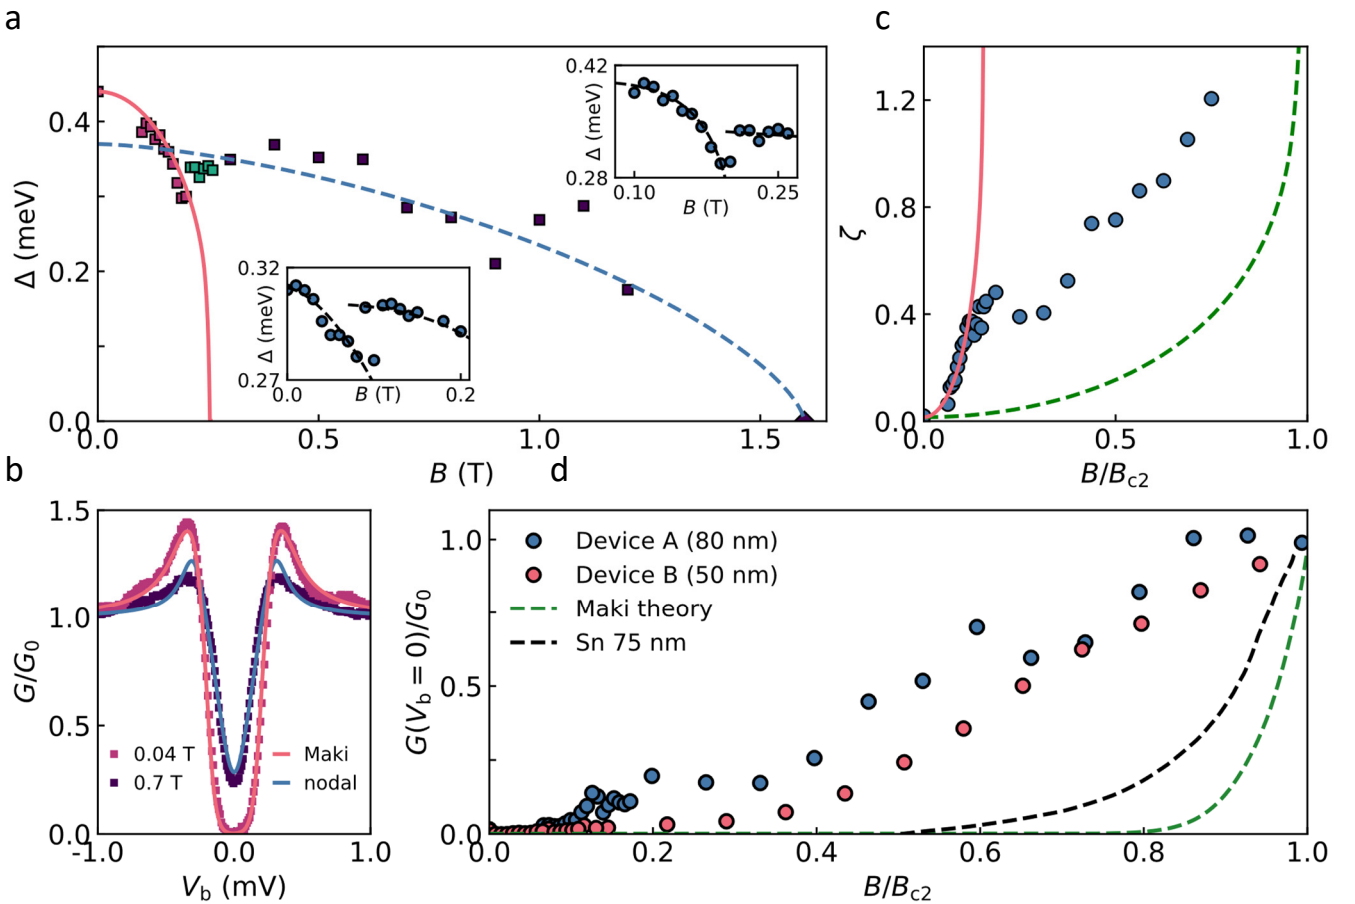 a
Δ (meV)
0.4
0.2
0.0
0.0
0.5
1.0
1.5
B (T)
0.42
0.28
Δ (meV)
0.10
0.25
B (T)
0.32
0.27
Δ (meV)
0.0
0.2
B (T)
c
ζ
1.2
0.8
0.4
0.0
0.0
0.5
1.0
B/Bc2
b
G/G0
1.5
1.0
0.5
0.0
-1.0
0.0
1.0
Vb (mV)
0.04 T
0.7 T
Maki
nodal
d
G(Vb = 0)/G0
1.0
0.5
0.0
0.0
0.2
0.4
0.6
0.8
1.0
B/Bc2
Device A (80 nm)
Device B (50 nm)
Maki theory
Sn 75 nm